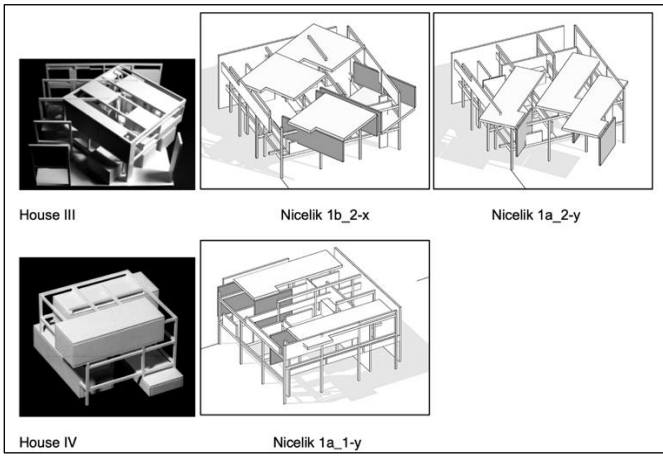 House III
Nicelik 1b_2-x
Nicelik 1a_2-y
House IV
Nicelik 1a_1-y